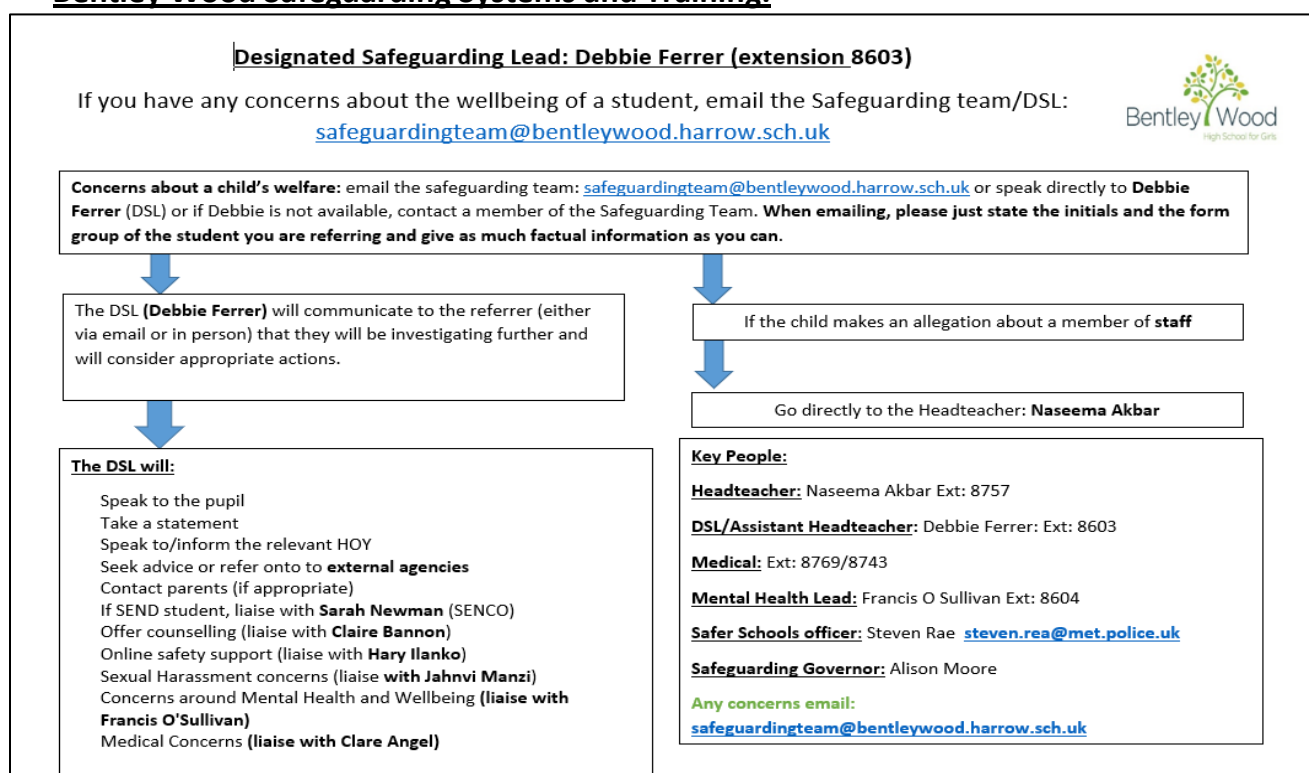 Bentley Wood Safeguarding Systems and Training:
Designated Safeguarding Lead: Debbie Ferrer (extension 8603)
If you have any concerns about the wellbeing of a student, email the Safeguarding team/DSL:
safeguardingteam@bentleywood.harrow.sch.uk
Bentley Wood
High School for Girls
Concerns about a child's welfare: email the safeguarding team: safeguardingteam@bentleywood.harrow.sch.uk or speak directly to Debbie
Ferrer (DSL) or if Debbie is not available, contact a member of the Safeguarding Team. When emailing, please just state the initials and the form
group of the student you are referring and give as much factual information as you can.
The DSL (Debbie Ferrer) will communicate to the referrer (either
via email or in person) that they will be investigating further and
will consider appropriate actions.
If the child makes an allegation about a member of staff
Go directly to the Headteacher: Naseema Akbar
The DSL will:
Speak to the pupil
Take a statement
Speak to/inform the relevant HOY
Seek advice or refer onto to external agencies
Contact parents (if appropriate)
If SEND student, liaise with Sarah Newman (SENCO)
Offer counselling (liaise with Claire Bannon)
Online safety support (liaise with Hary Ilanko)
Sexual Harassment concerns (liaise with Jahnvi Manzi)
Concerns around Mental Health and Wellbeing (liaise with
Francis O'Sullivan)
Medical Concerns (liaise with Clare Angel)
Key People:
Headteacher: Naseema Akbar Ext: 8757
DSL/Assistant Headteacher: Debbie Ferrer: Ext: 8603
Medical: Ext: 8769/8743
Mental Health Lead: Francis O Sullivan Ext: 8604
Safer Schools officer: Steven Rae steven.rea@met.police.uk
Safeguarding Governor: Alison Moore
Any concerns email:
safeguardingteam@bentleywood.harrow.sch.uk